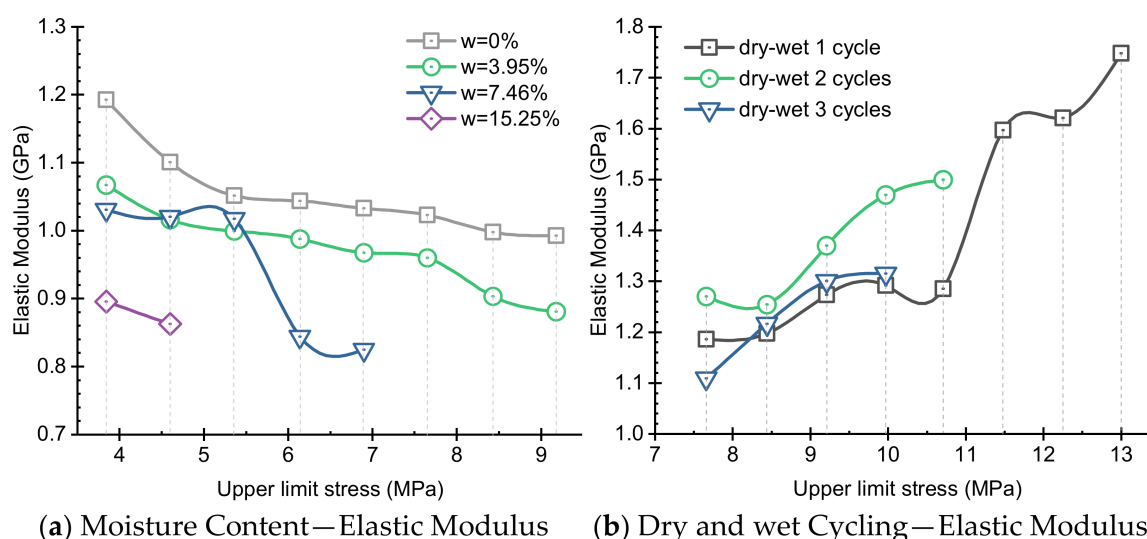 1.3
1.2
1.1
1.0
0.9
0.8
0.7
Elastic Modulus (GPa)
w=0%
w=3.95%
w=7.46%
w=15.25%
4 5 6 7 8 9
Upper limit stress (MPa)
(a) Moisture Content—Elastic Modulus
1.8
1.7
1.6
1.5
1.4
1.3
1.2
1.1
1.0
Elastic Modulus (GPa)
dry-wet 1 cycle
dry-wet 2 cycles
dry-wet 3 cycles
7 8 9 10 11 12 13
Upper limit stress (MPa)
(b) Dry and wet Cycling—Elastic Modulus